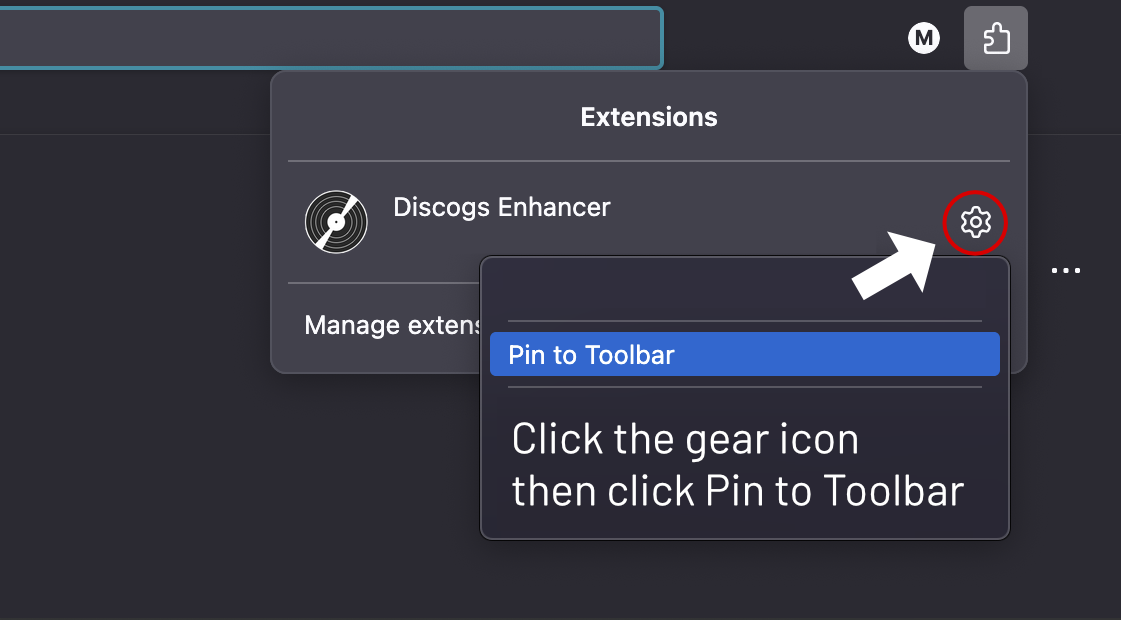 M
Extensions
Discogs Enhancer
Manage extens
Pin to Toolbar
Click the gear icon
then click Pin to Toolbar